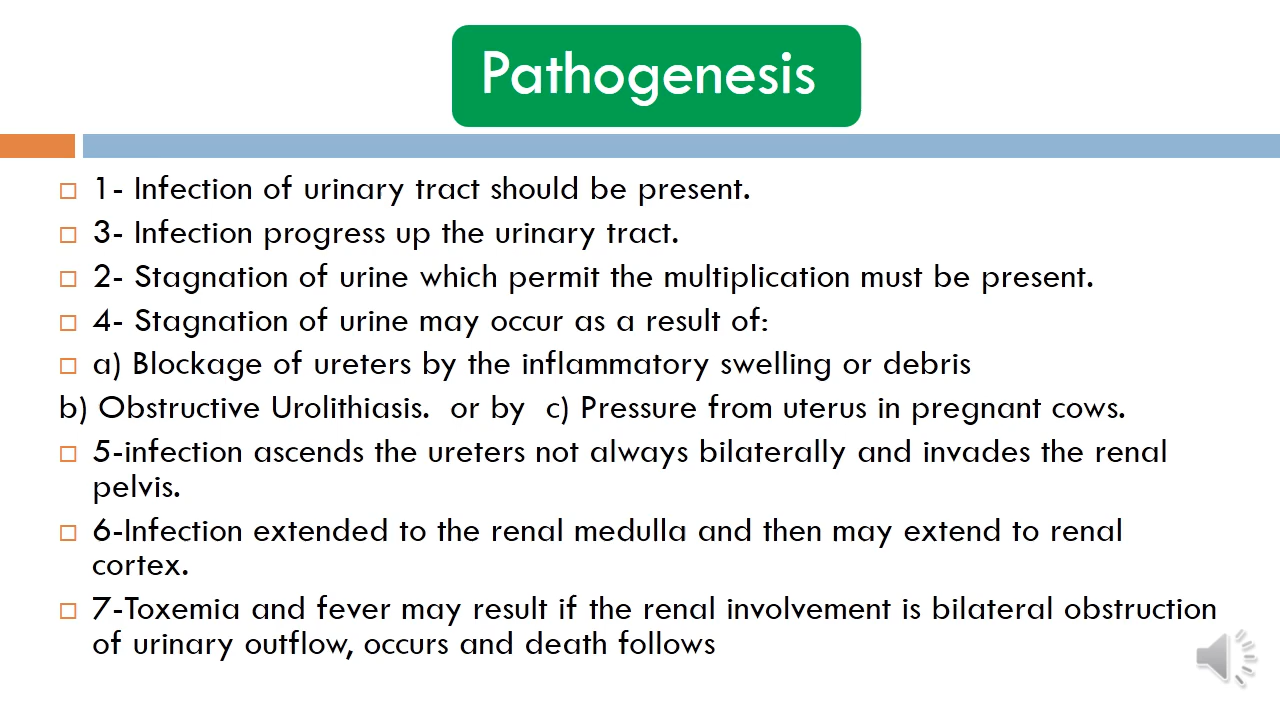 Pathogenesis
1- Infection of urinary tract should be present.
3- Infection progress up the urinary tract.
2- Stagnation of urine which permit the multiplication must be present.
4- Stagnation of urine may occur as a result of:
a) Blockage of ureters by the inflammatory swelling or debris
b) Obstructive Urolithiasis.  or by  c) Pressure from uterus in pregnant cows.
5-infection ascends the ureters not always bilaterally and invades the renal
pelvis.
6-Infection extended to the renal medulla and then may extend to renal
cortex.
7-Toxemia and fever may result if the renal involvement is bilateral obstruction
of urinary outflow, occurs and death follows